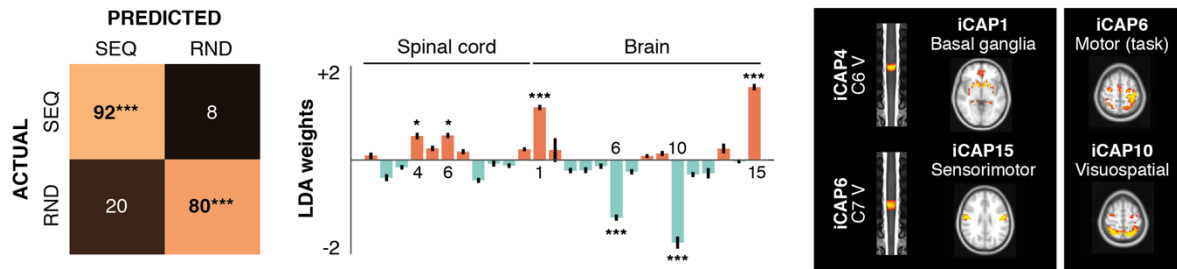 PREDICTED
SEQ RND
ACTUAL
SEQ
92*** 8
RND
20 80***
Spinal cord Brain
LDA weights
+2
-2
* * *** *** *** ***
4 6 1 6 10 15
iCAP4
C6 V
iCAP1
Basal ganglia
iCAP6
Motor (task)
iCAP6
C7 V
iCAP15
Sensorimotor
iCAP10
Visuospatial